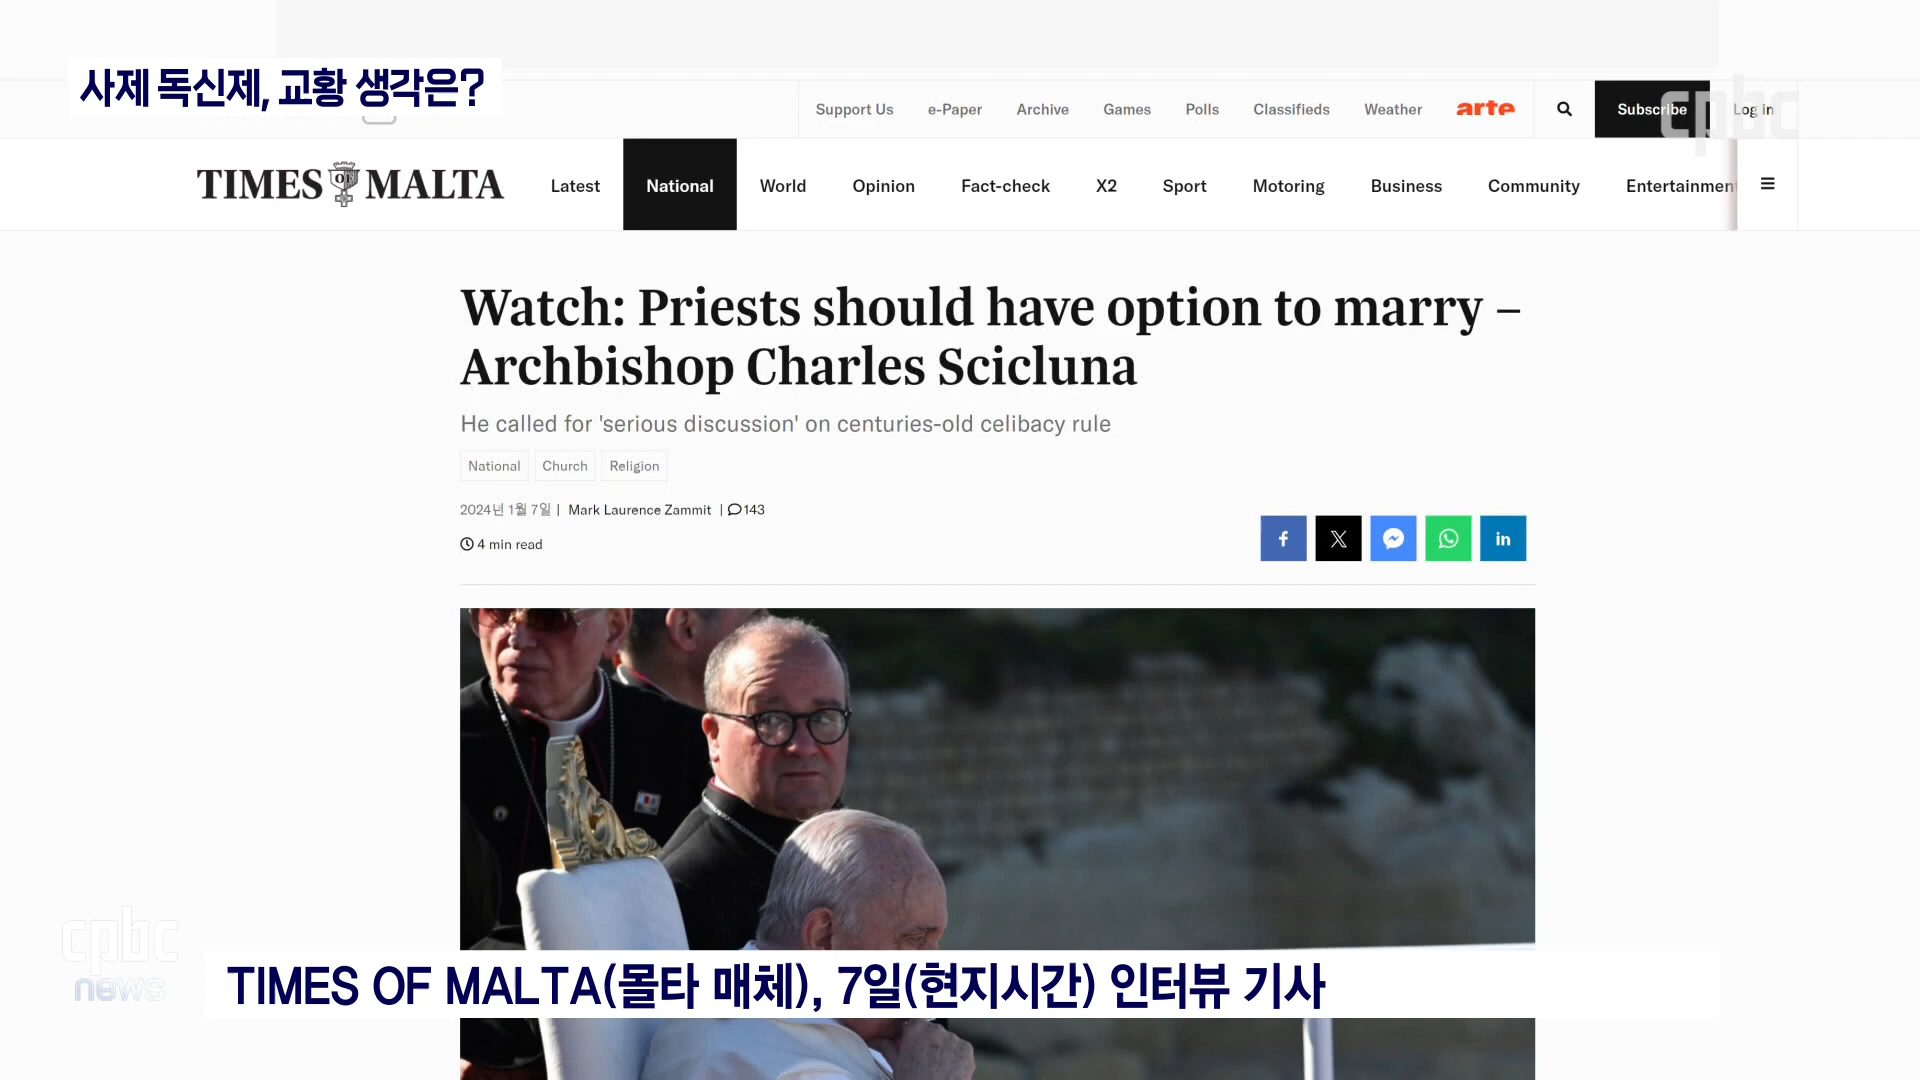 사제 독신제, 교황 생각은?
Support Us e-Paper Archive Games Polls Classifieds Weather arte Subscribe Log in
cpbc
TIMES OF MALTA Latest National World Opinion Fact-check X2 Sport Motoring Business Community Entertainmen
Watch: Priests should have option to marry –
Archbishop Charles Scicluna
He called for 'serious discussion' on centuries-old celibacy rule
National Church Religion
2024년 1월 7일 | Mark Laurence Zammit | 143
4 min read
cpbc
news
TIMES OF MALTA(몰타 매체), 7일(현지시간) 인터뷰 기사